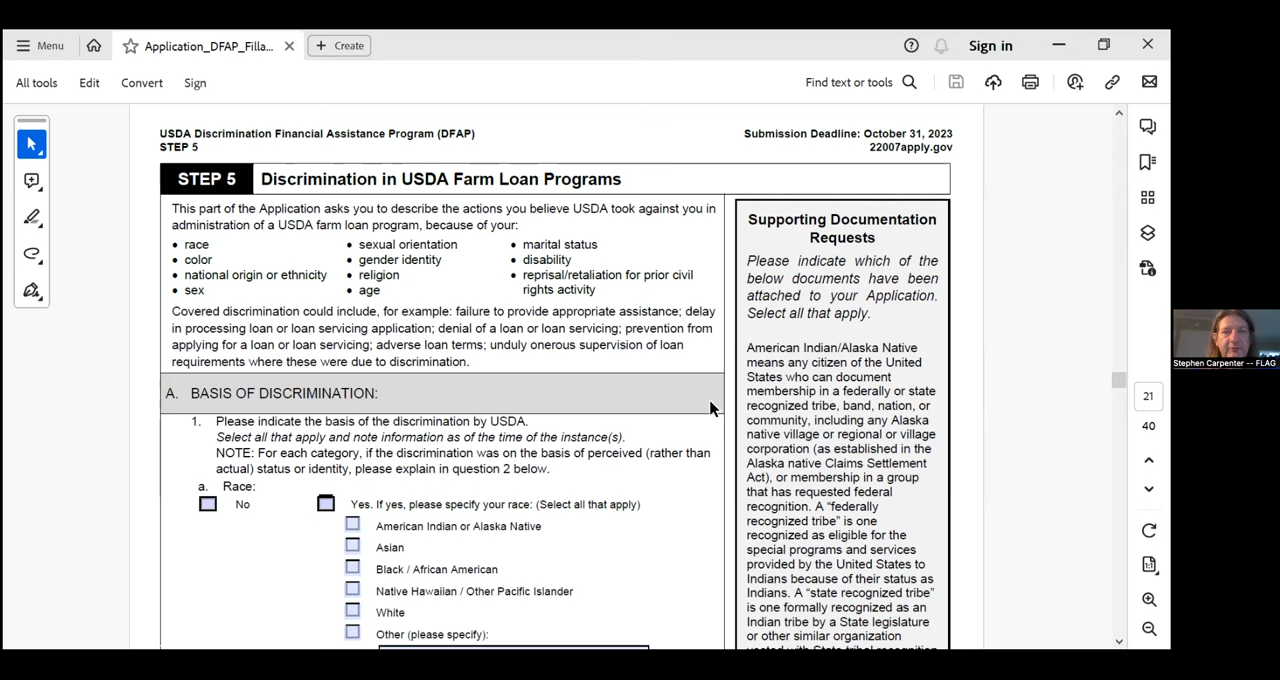 Menu
Application_DFAP_Filla...
Create
Sign in
All tools
Edit
Convert
Sign
Find text or tools
USDA Discrimination Financial Assistance Program (DFAP)
STEP 5
Submission Deadline: October 31, 2023
22007apply.gov
STEP 5
Discrimination in USDA Farm Loan Programs
This part of the Application asks you to describe the actions you believe USDA took against you in
administration of a USDA farm loan program, because of your:
• race
• color
• national origin or ethnicity
• sex
• sexual orientation
• gender identity
• religion
• age
• marital status
• disability
• reprisal/retaliation for prior civil
rights activity
Covered discrimination could include, for example: failure to provide appropriate assistance; delay
in processing loan or loan servicing application; denial of a loan or loan servicing; prevention from
applying for a loan or loan servicing; adverse loan terms; unduly onerous supervision of loan
requirements where these were due to discrimination.
A. BASIS OF DISCRIMINATION:
1. Please indicate the basis of the discrimination by USDA.
Select all that apply and note information as of the time of the instance(s).
NOTE: For each category, if the discrimination was on the basis of perceived (rather than
actual) status or identity, please explain in question 2 below.
a. Race:
No
Yes. If yes, please specify your race: (Select all that apply)
American Indian or Alaska Native
Asian
Black / African American
Native Hawaiian / Other Pacific Islander
White
Other (please specify):
Supporting Documentation
Requests
Please indicate which of the
below documents have been
attached to your Application.
Select all that apply.
American Indian/Alaska Native
means any citizen of the United
States who can document
membership in a federally or state
recognized tribe, band, nation, or
community, including any Alaska
native village or regional or village
corporation (as established in the
Alaska native Claims Settlement
Act), or membership in a group
that has requested federal
recognition. A “federally
recognized tribe” is one
recognized as eligible for the
special programs and services
provided by the United States to
Indians because of their status as
Indians. A “state recognized tribe”
is one formally recognized as an
Indian tribe by a State legislature
or other similar organization
vested with State tribal recognition
21
40
Stephen Carpenter -- FLAG